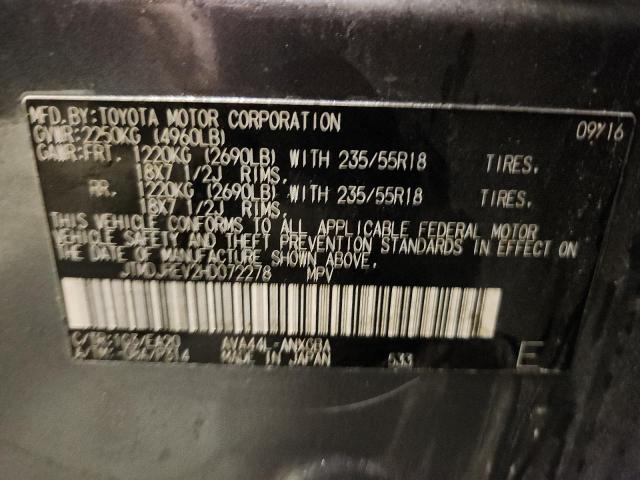 MFD.BY:TOYOTA MOTOR CORPORATION 09/16
GVWR:2250KG (4960LB)
GAWR:FRT. 1220KG (2690LB) WITH 235/55R18 TIRES.
18X7 1/2J RIMS.
RR. 1220KG (2690LB) WITH 235/55R18 TIRES.
18X7 1/2J RIMS.
THIS VEHICLE CONFORMS TO ALL APPLICABLE FEDERAL MOTOR
VEHICLE SAFETY AND THEFT PREVENTION STANDARDS IN EFFECT ON
THE DATE OF MANUFACTURE SHOWN ABOVE.
JTMDJREV2HD072278 MPV
C/TR:1G3/EA20 AVA44L-ANXGBA
MADE IN JAPAN 533 E